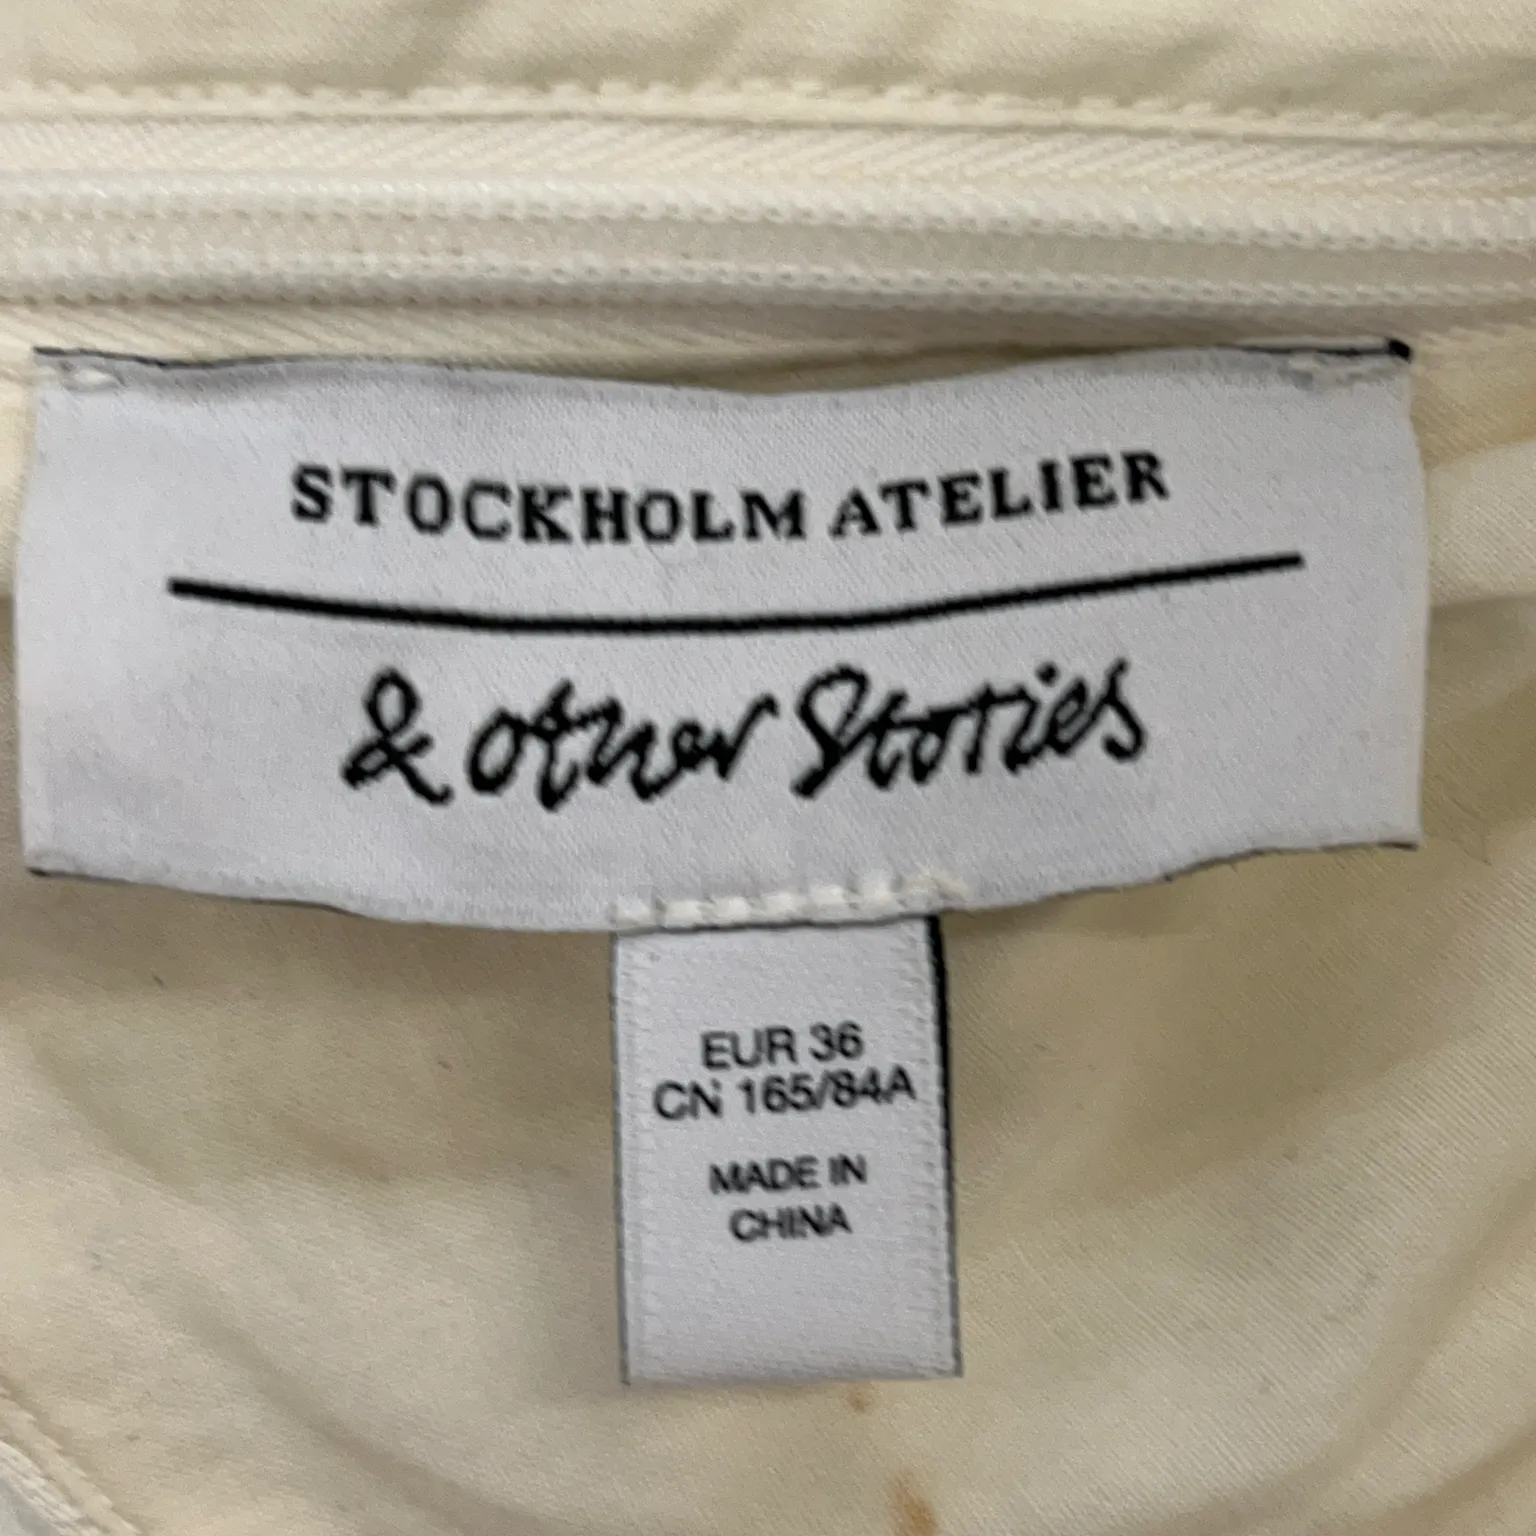 STOCKHOLM ATELIER
& other Stories
EUR 36
CN 165/84A
MADE IN
CHINA